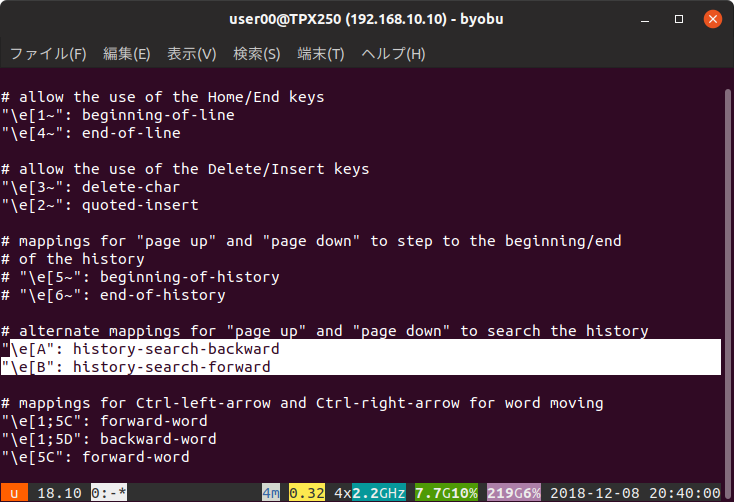 user00@TPX250 (192.168.10.10) - byobu
ファイル(F) 編集(E) 表示(V) 検索(S) 端末(T) ヘルプ(H)
# allow the use of the Home/End keys
"\e[1~": beginning-of-line
"\e[4~": end-of-line
# allow the use of the Delete/Insert keys
"\e[3~": delete-char
"\e[2~": quoted-insert
# mappings for "page up" and "page down" to step to the beginning/end
# of the history
# "\e[5~": beginning-of-history
# "\e[6~": end-of-history
# alternate mappings for "page up" and "page down" to search the history
"\e[A": history-search-backward
"\e[B": history-search-forward
# mappings for Ctrl-left-arrow and Ctrl-right-arrow for word moving
"\e[1;5C": forward-word
"\e[1;5D": backward-word
"\e[5C": forward-word
u 18.10 0:-* 4m 0.32 4x2.2GHz 7.7G10% 219G6% 2018-12-08 20:40:00